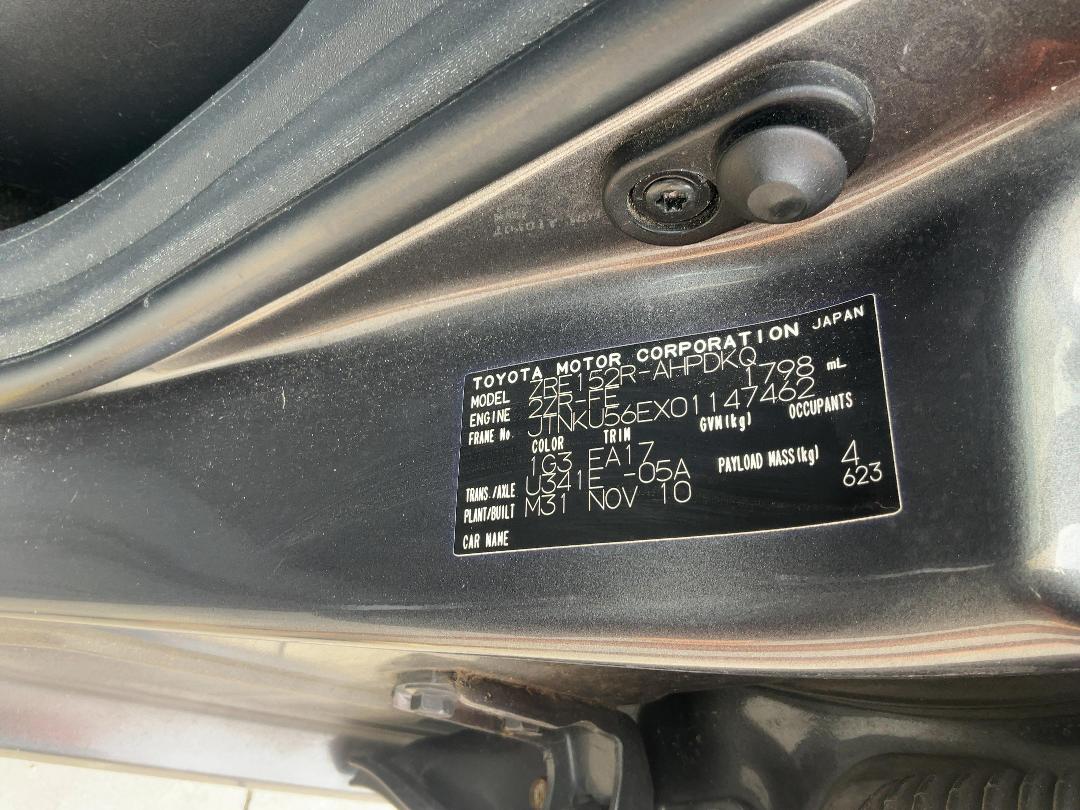 TOYOTA MOTOR CORPORATION JAPAN
MODEL ZRE152R-AHPDKQ
ENGINE 2ZR-FE 1798 mL
FRAME No. JTNKU56EX01147462
COLOR TRIM GVM(kg) OCCUPANTS
1G3 EA17 4
TRANS./AXLE U341E -05A PAYLOAD MASS(kg) 623
PLANT/BUILT M31 NOV 10
CAR NAME